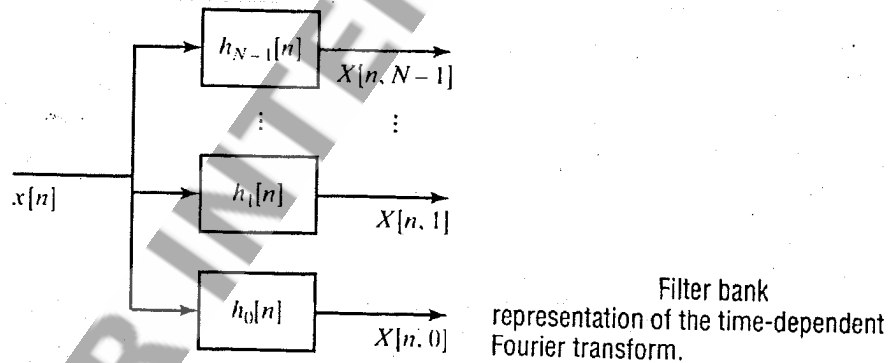 h_{N-1}[n]
X[n, N-1]
⋮ ⋮
x[n]
h_1[n]
X[n, 1]
h_0[n]
X[n, 0]
Filter bank
representation of the time-dependent
Fourier transform.